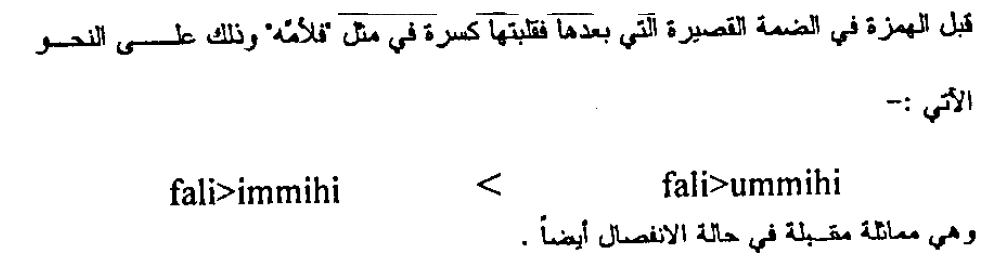 قبل الهمزة في الضمة القصيرة التي بعدها فقلبتها كسرة في مثل "فلأمّه" وذلك علـــى النحـو
الآتي :-
fali>immihi < fali>ummihi
وهي مماثلة مقـبلة في حالة الانفصال أيضاً .